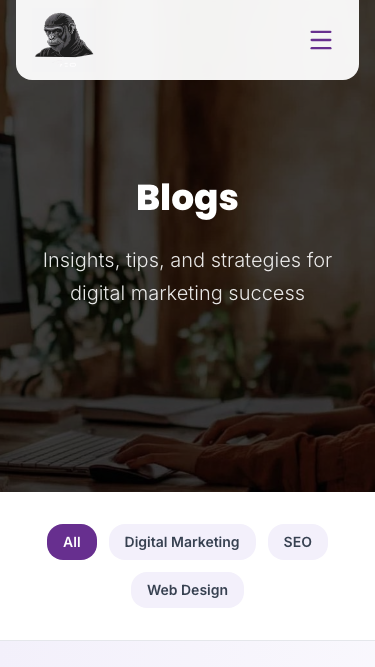 Blogs
Insights, tips, and strategies for
digital marketing success
All
Digital Marketing
SEO
Web Design